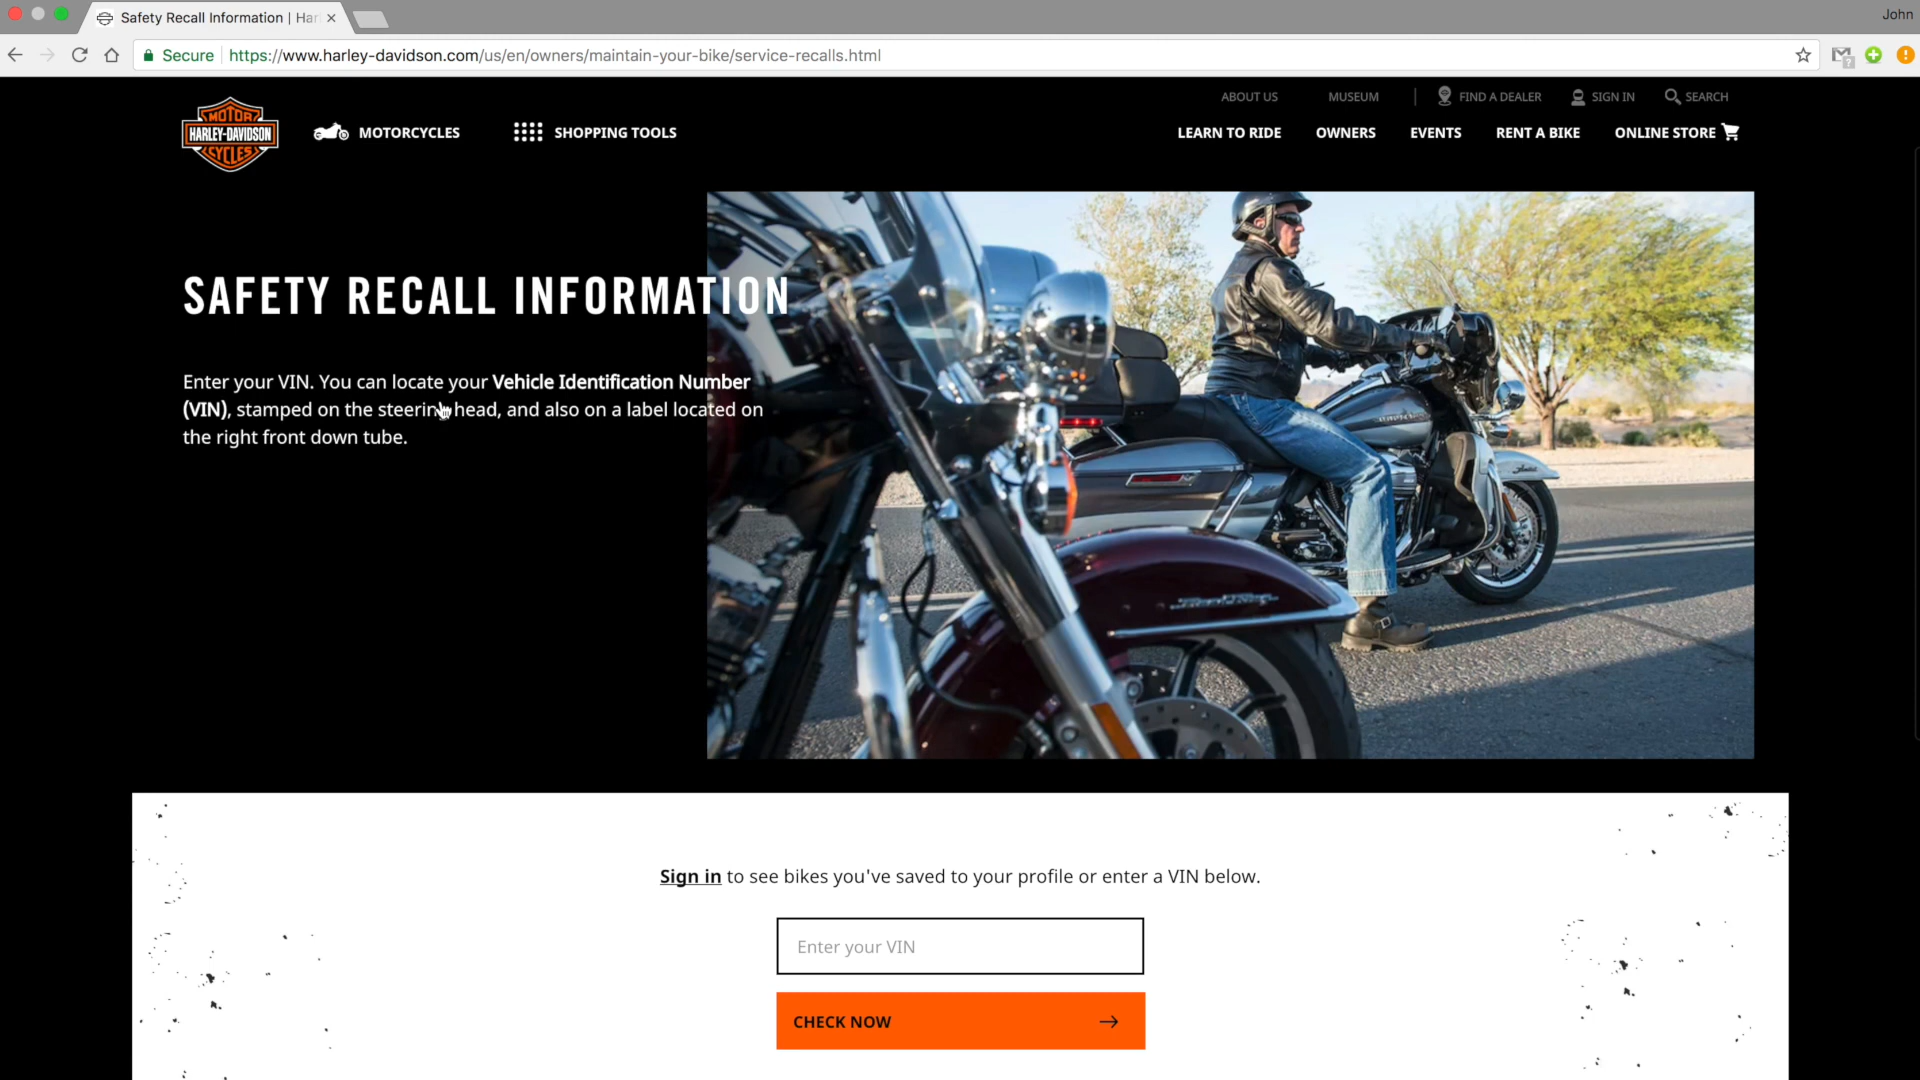 Safety Recall Information | Har
John
Secure
https://www.harley-davidson.com/us/en/owners/maintain-your-bike/service-recalls.html
ABOUT US
MUSEUM
FIND A DEALER
SIGN IN
SEARCH
MOTOR
HARLEY-DAVIDSON
CYCLES
MOTORCYCLES
SHOPPING TOOLS
LEARN TO RIDE
OWNERS
EVENTS
RENT A BIKE
ONLINE STORE
SAFETY RECALL INFORMATION
Enter your VIN. You can locate your Vehicle Identification Number
(VIN), stamped on the steering head, and also on a label located on
the right front down tube.
Sign in to see bikes you've saved to your profile or enter a VIN below.
Enter your VIN
CHECK NOW